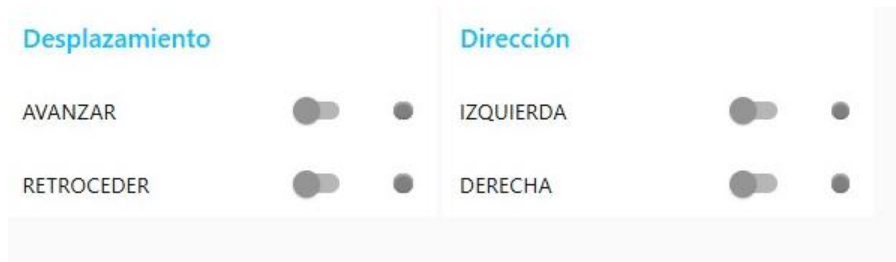 Desplazamiento
AVANZAR
RETROCEDER
Dirección
IZQUIERDA
DERECHA